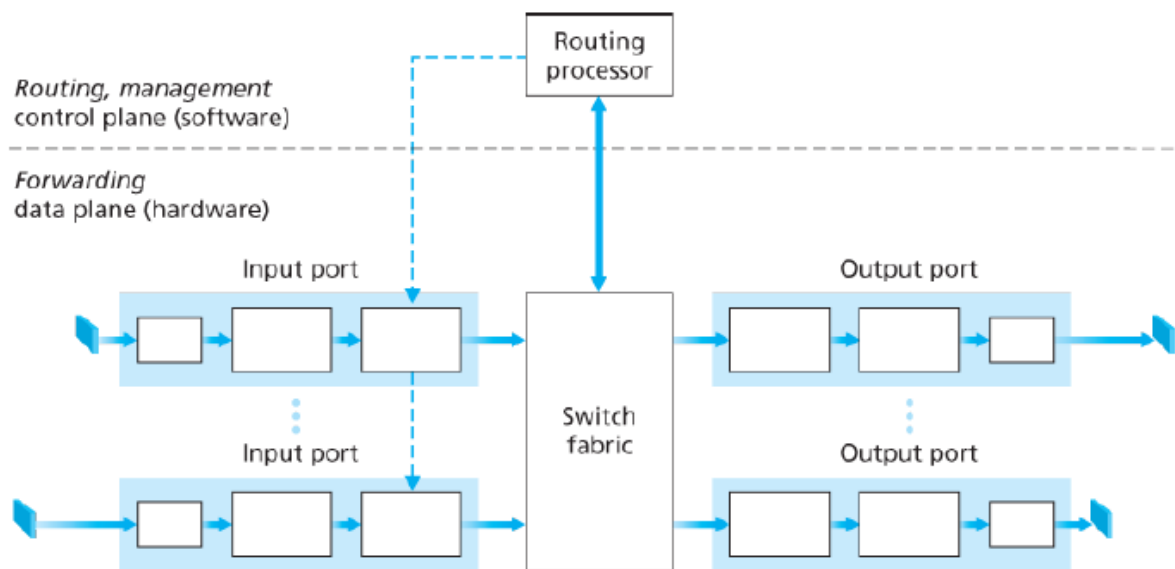 Routing
processor
Routing, management
control plane (software)
Forwarding
data plane (hardware)
Input port
Output port
Switch
fabric
Input port
Output port